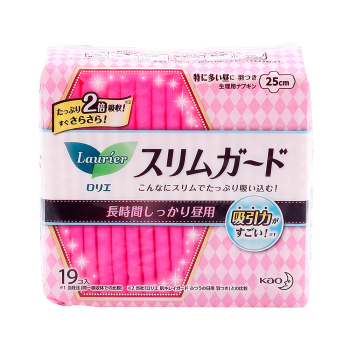 特に多い昼に 羽つき
生理用ナプキン
25cm
たっぷり2倍吸収!※2
すぐさらさら!
Laurier
ロリエ
スリムガード
こんなにスリムでたっぷり吸い込む!
長時間しっかり昼用
吸引力が
すごい!※1
19コ入
Kao